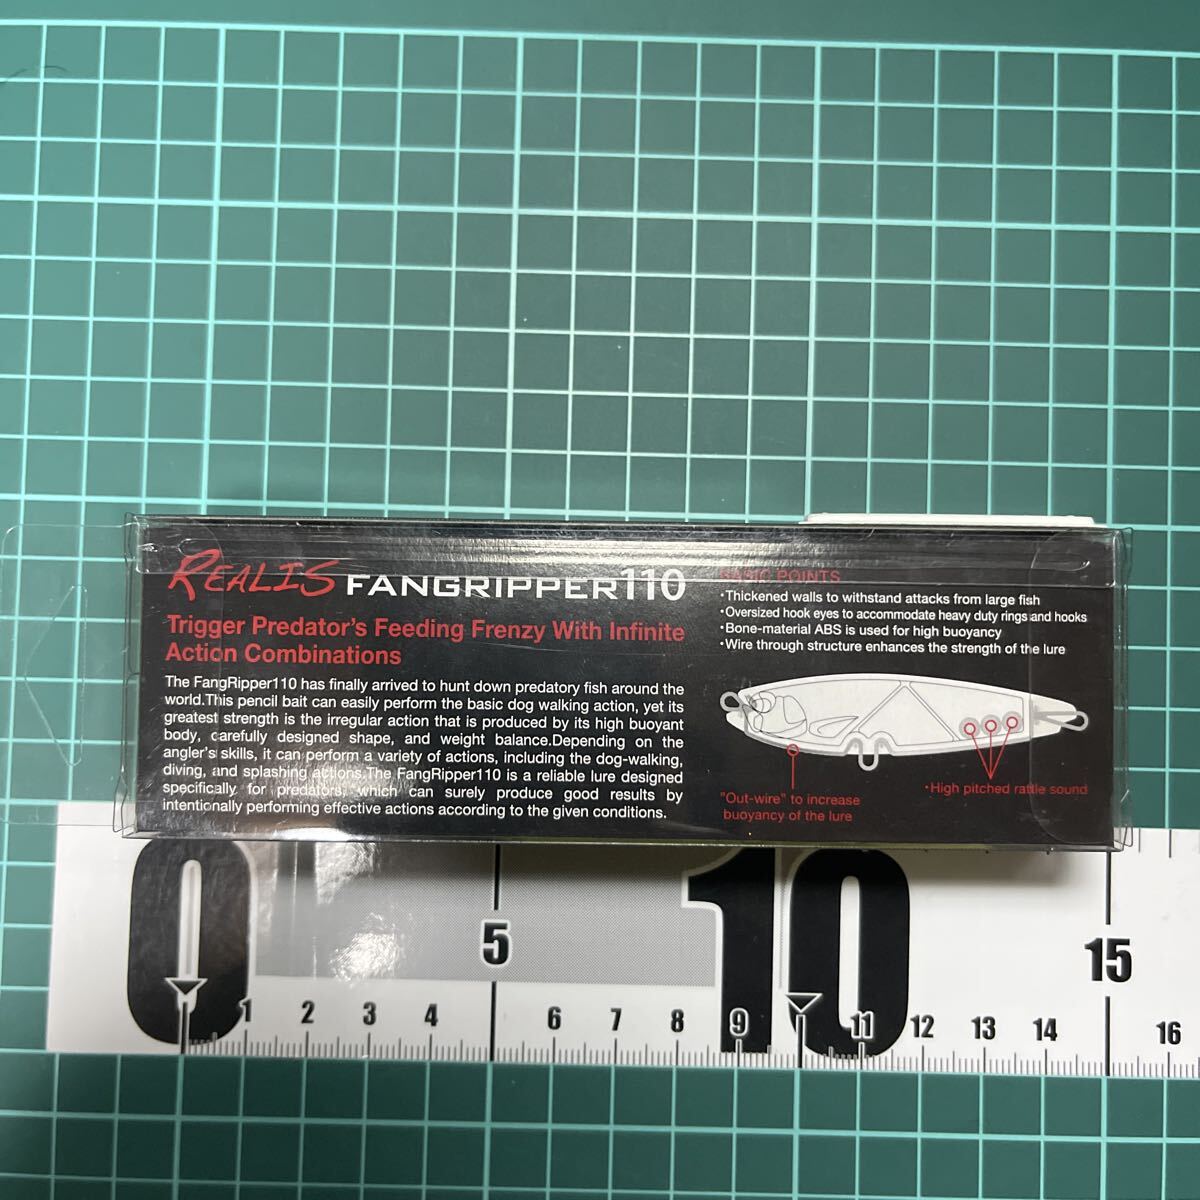 REALIS FANGRIPPER110
Trigger Predator's Feeding Frenzy With Infinite
Action Combinations
The FangRipper110 has finally arrived to hunt down predatory fish around the
world.This pencil bait can easily perform the basic dog walking action, yet its
greatest strength is the irregular action that is produced by its high buoyant
body, carefully designed shape, and weight balance.Depending on the
angler's skills, it can perform a variety of actions, including the dog-walking,
diving, and splashing actions.The FangRipper110 is a reliable lure designed
specifically for predators, which can surely produce good results by
intentionally performing effective actions according to the given conditions.
BASIC POINTS
•Thickened walls to withstand attacks from large fish
•Oversized hook eyes to accommodate heavy duty rings and hooks
•Bone-material ABS is used for high buoyancy
•Wire through structure enhances the strength of the lure
"Out-wire" to increase
buoyancy of the lure
•High pitched rattle sound
0 5 10 15
1 2 3 4 6 7 8 9 11 12 13 14 16